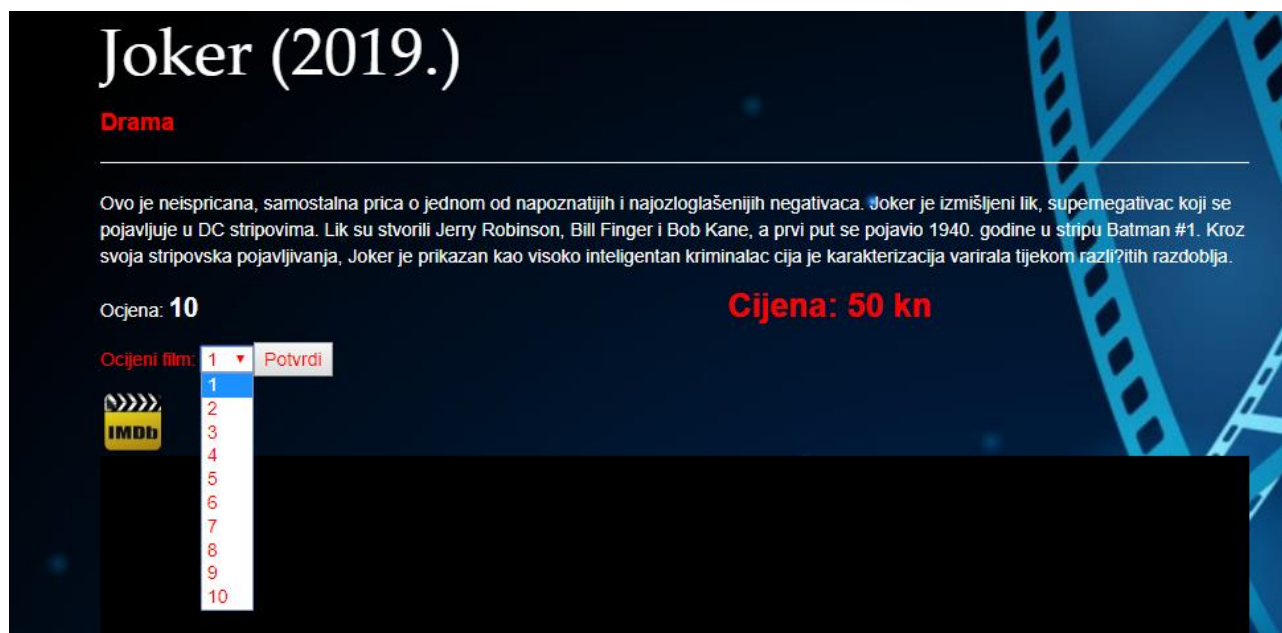 Joker (2019.)
Drama
Ovo je neispricana, samostalna prica o jednom od napoznatijih i najozloglašenijih negativaca. Joker je izmišljeni lik, supernegativac koji se
pojavljuje u DC stripovima. Lik su stvorili Jerry Robinson, Bill Finger i Bob Kane, a prvi put se pojavio 1940. godine u stripu Batman #1. Kroz
svoja stripovska pojavljivanja, Joker je prikazan kao visoko inteligentan kriminalac cija je karakterizacija varirala tijekom razli?itih razdoblja.
Ocjena: 10 Cijena: 50 kn
Ocijeni film: 1 Potvrdi
1
2
3
4
5
6
7
8
9
10
IMDb